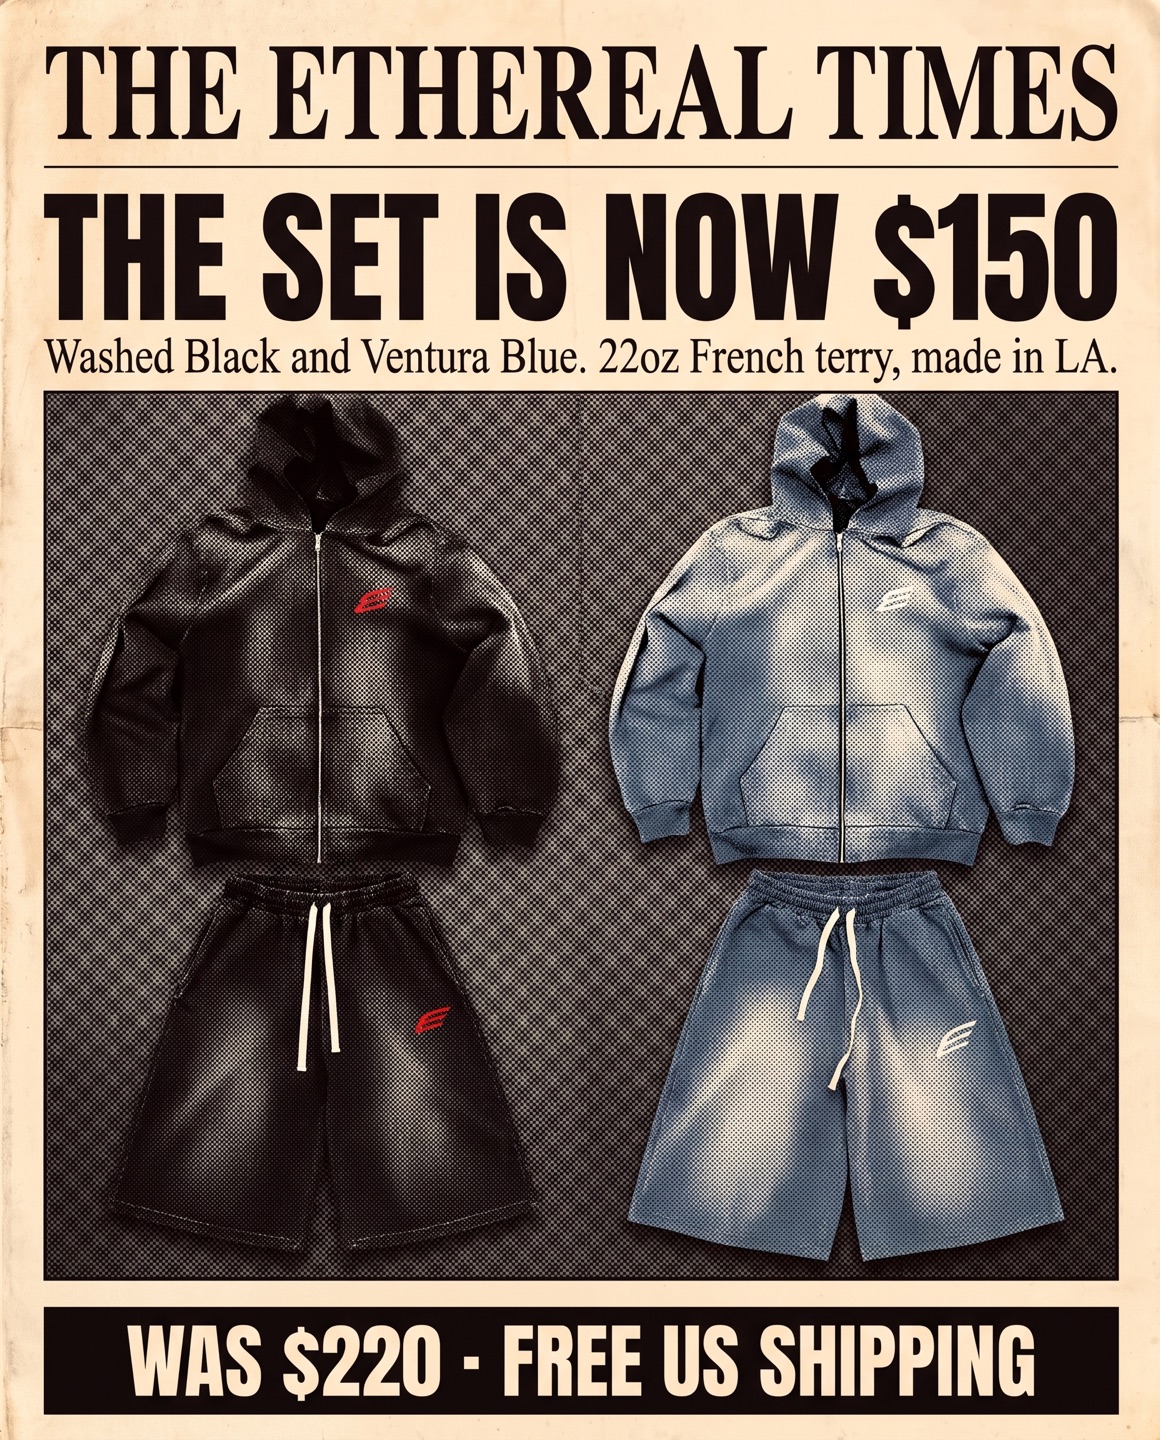 THE ETHEREAL TIMES
THE SET IS NOW $150
Washed Black and Ventura Blue. 22oz French terry, made in LA.
WAS $220 - FREE US SHIPPING